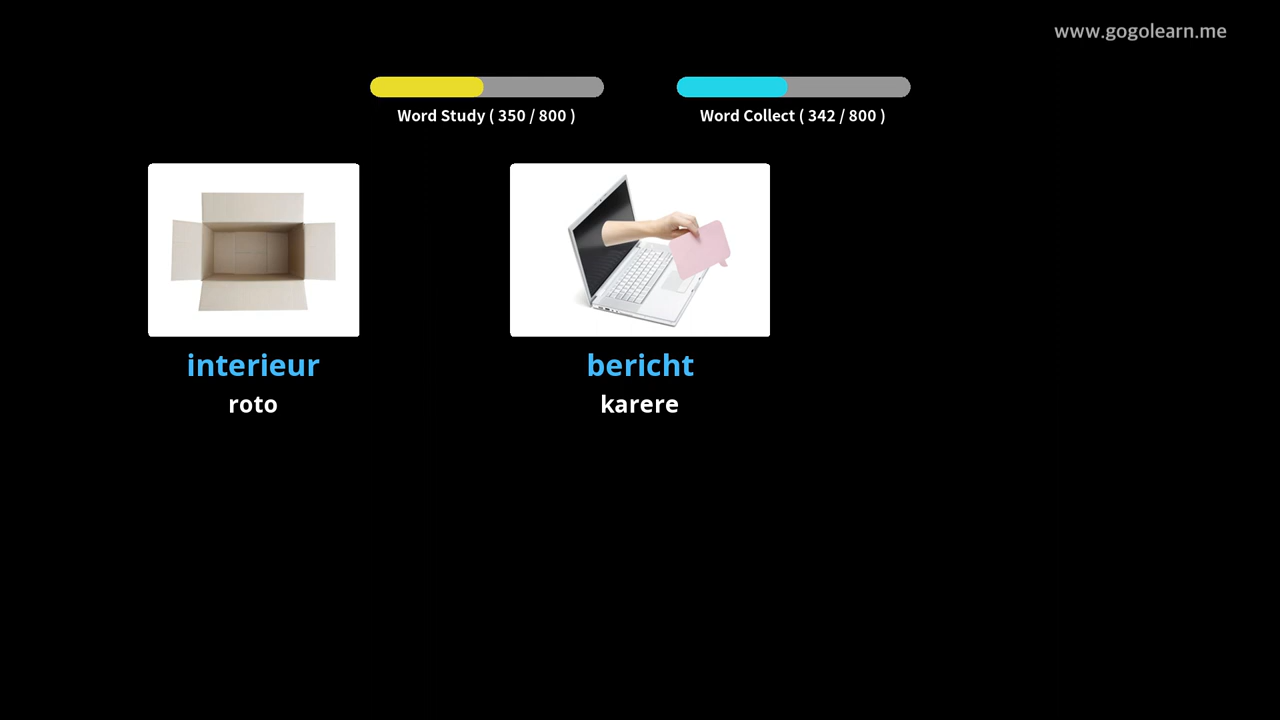 www.gogolearn.me
Word Study ( 350 / 800 )
Word Collect ( 342 / 800 )
interieur
roto
bericht
karere